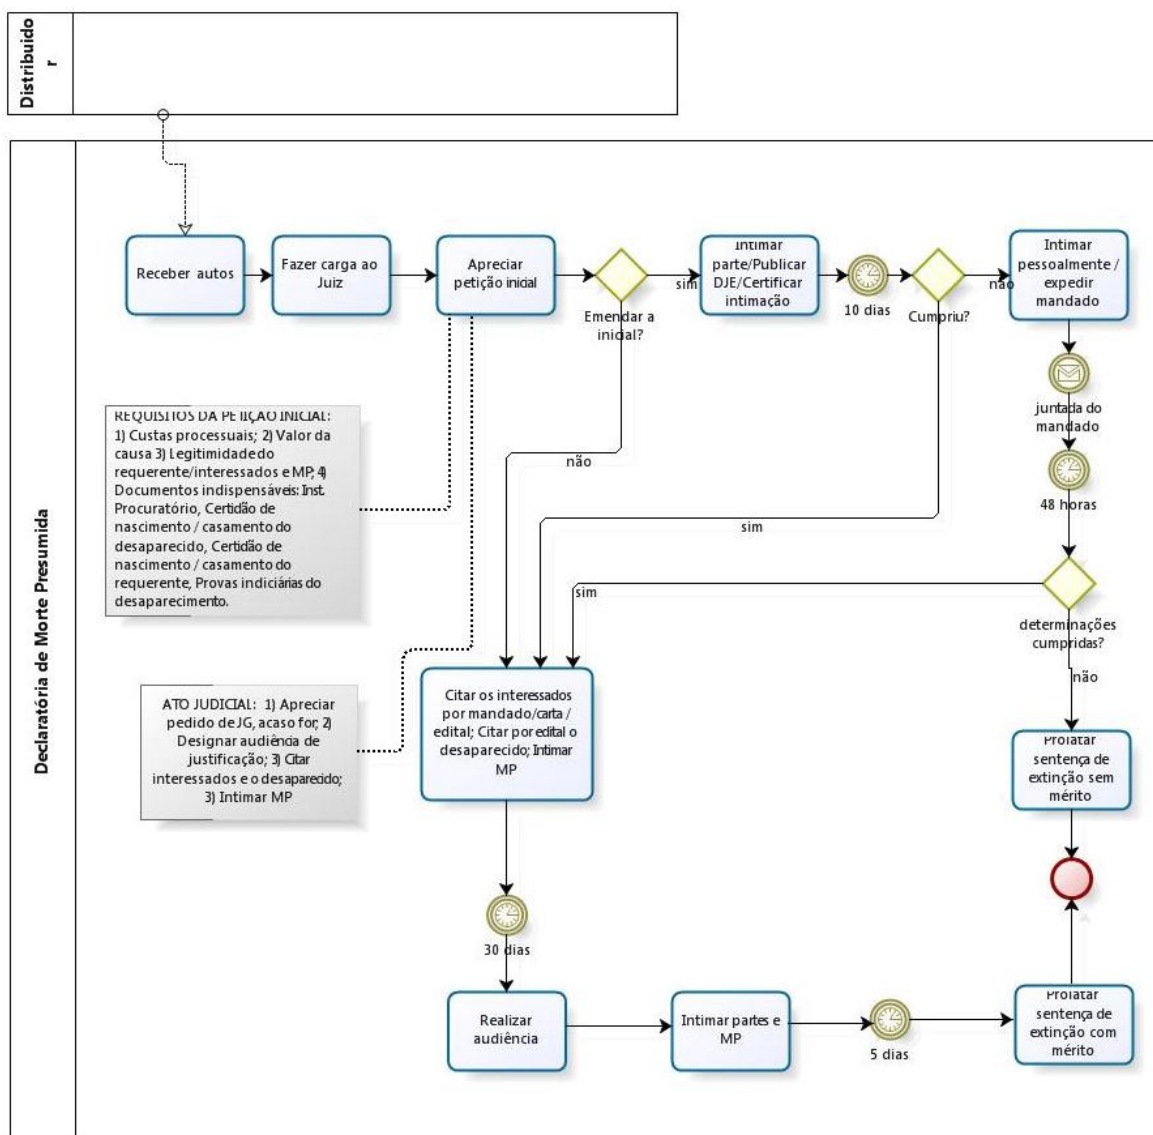 Distribuido
r
Declaratória de Morte Presumida
Receber autos
Fazer carga ao
Juiz
Apreciar
petição inicial
Emendar a
inicial?
sim
Intimar
parte/Publicar
DJE/Certificar
intimação
10 dias
Cumpriu?
não
Intimar
pessoalmente /
expedir
mandado
juntada do
mandado
48 horas
REQUISITOS DA PETIÇÃO INICIAL:
1) Custas processuais; 2) Valor da
causa 3) Legitimidade do
requerente/interessados e MP; 4)
Documentos indispensáveis: Inst.
Procuratório, Certidão de
nascimento / casamento do
desaparecido, Certidão de
nascimento / casamento do
requerente, Provas indiciárias do
desaparecimento.
não
sim
sim
determinações
cumpridas?
não
ATO JUDICIAL: 1) Apreciar
pedido de JG, acaso for; 2)
Designar audiência de
justificação; 3) Citar
interessados e o desaparecido;
3) Intimar MP
Citar os interessados
por mandado/carta /
edital; Citar por edital o
desaparecido; Intimar
MP
Prolatar
sentença de
extinção sem
mérito
30 dias
Realizar
audiência
Intimar partes e
MP
5 dias
Prolatar
sentença de
extinção com
mérito